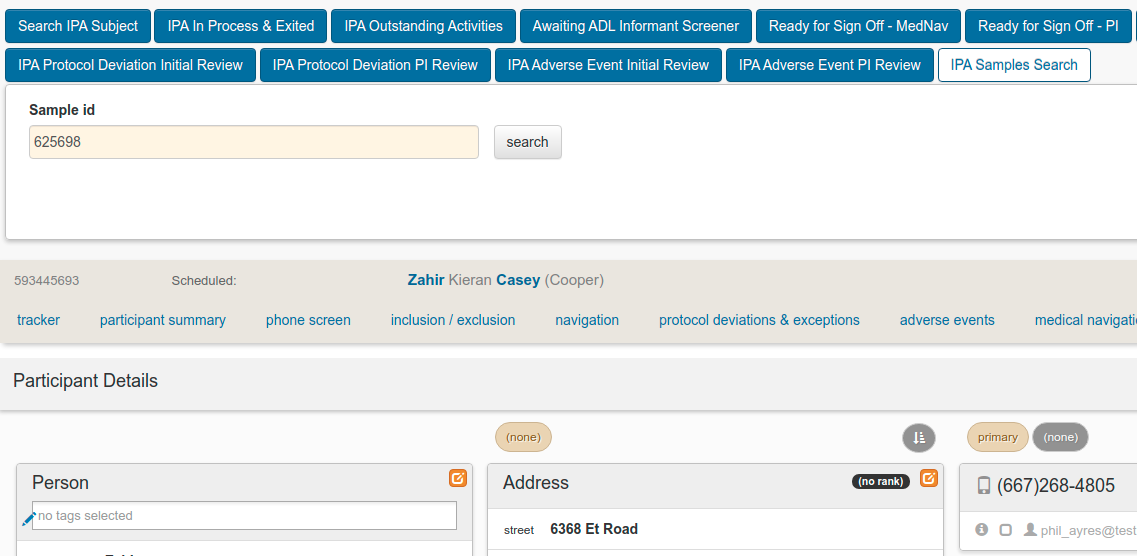 Search IPA Subject IPA In Process & Exited IPA Outstanding Activities Awaiting ADL Informant Screener Ready for Sign Off - MedNav Ready for Sign Off - PI
IPA Protocol Deviation Initial Review IPA Protocol Deviation PI Review IPA Adverse Event Initial Review IPA Adverse Event PI Review IPA Samples Search
Sample id
625698 search
593445693 Scheduled: Zahir Kieran Casey (Cooper)
tracker participant summary phone screen inclusion / exclusion navigation protocol deviations & exceptions adverse events medical navigati
Participant Details
(none) primary (none)
Person Address (no rank) (667)268-4805
no tags selected
street 6368 Et Road phil_ayres@test